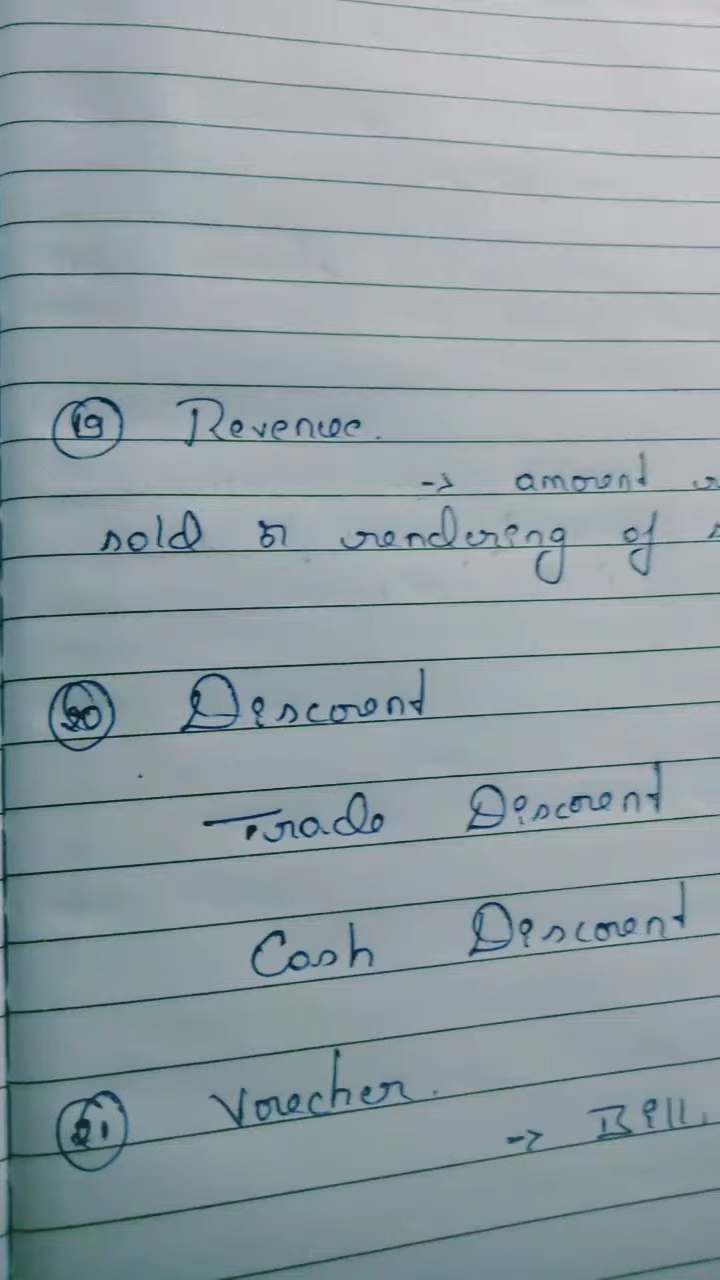 19 Revenue.
→ amount
sold or rendering of
20 Discount
Trade Discount
Cash Discount
21 Voucher.
→ Bill,